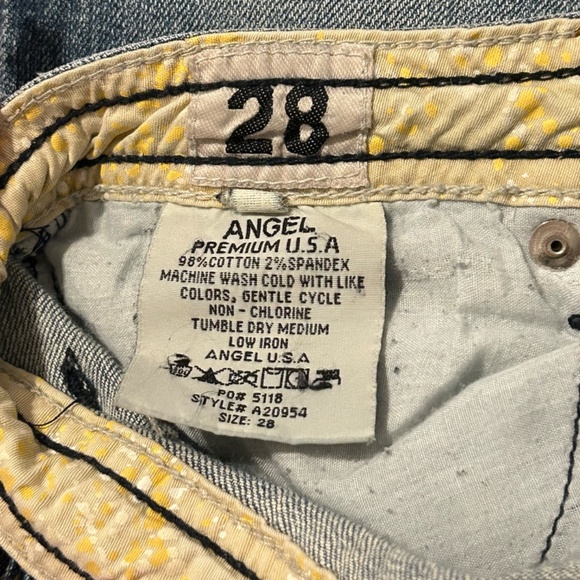 28
ANGEL
PREMIUM U.S.A
98%COTTON 2%SPANDEX
MACHINE WASH COLD WITH LIKE
COLORS, GENTLE CYCLE
NON - CHLORINE
TUMBLE DRY MEDIUM
LOW IRON
ANGEL U.S.A
PO# 5118
STYLE# A20954
SIZE: 28